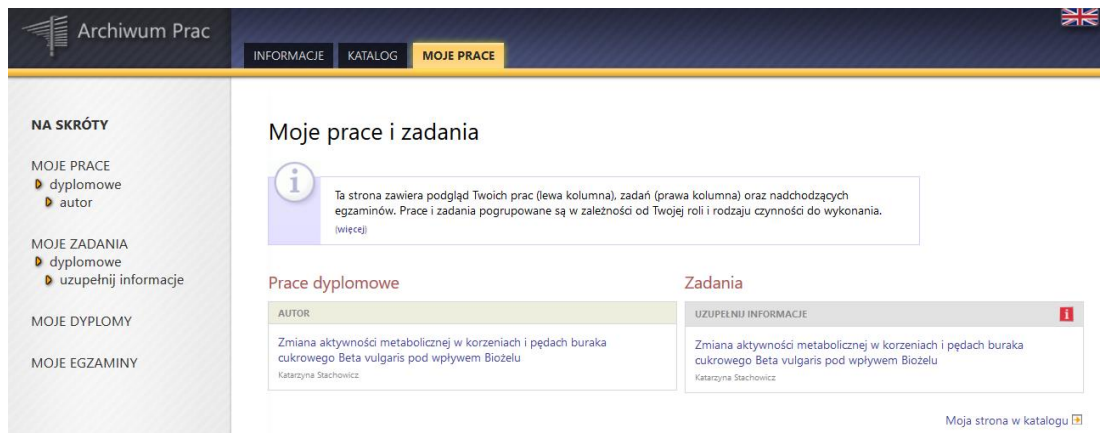 Archiwum Prac
INFORMACJE KATALOG MOJE PRACE
NA SKRÓTY
MOJE PRACE
dyplomowe
autor
MOJE ZADANIA
dyplomowe
uzupełnij informacje
MOJE DYPLOMY
MOJE EGZAMINY
Moje prace i zadania
i
Ta strona zawiera podgląd Twoich prac (lewa kolumna), zadań (prawa kolumna) oraz nadchodzących
egzaminów. Prace i zadania pogrupowane są w zależności od Twojej roli i rodzaju czynności do wykonania.
(więcej)
Prace dyplomowe
AUTOR
Zmiana aktywności metabolicznej w korzeniach i pędach buraka
cukrowego Beta vulgaris pod wpływem Biożelu
Katarzyna Stachowicz
Zadania
UZUPEŁNIJ INFORMACJE i
Zmiana aktywności metabolicznej w korzeniach i pędach buraka
cukrowego Beta vulgaris pod wpływem Biożelu
Katarzyna Stachowicz
Moja strona w katalogu